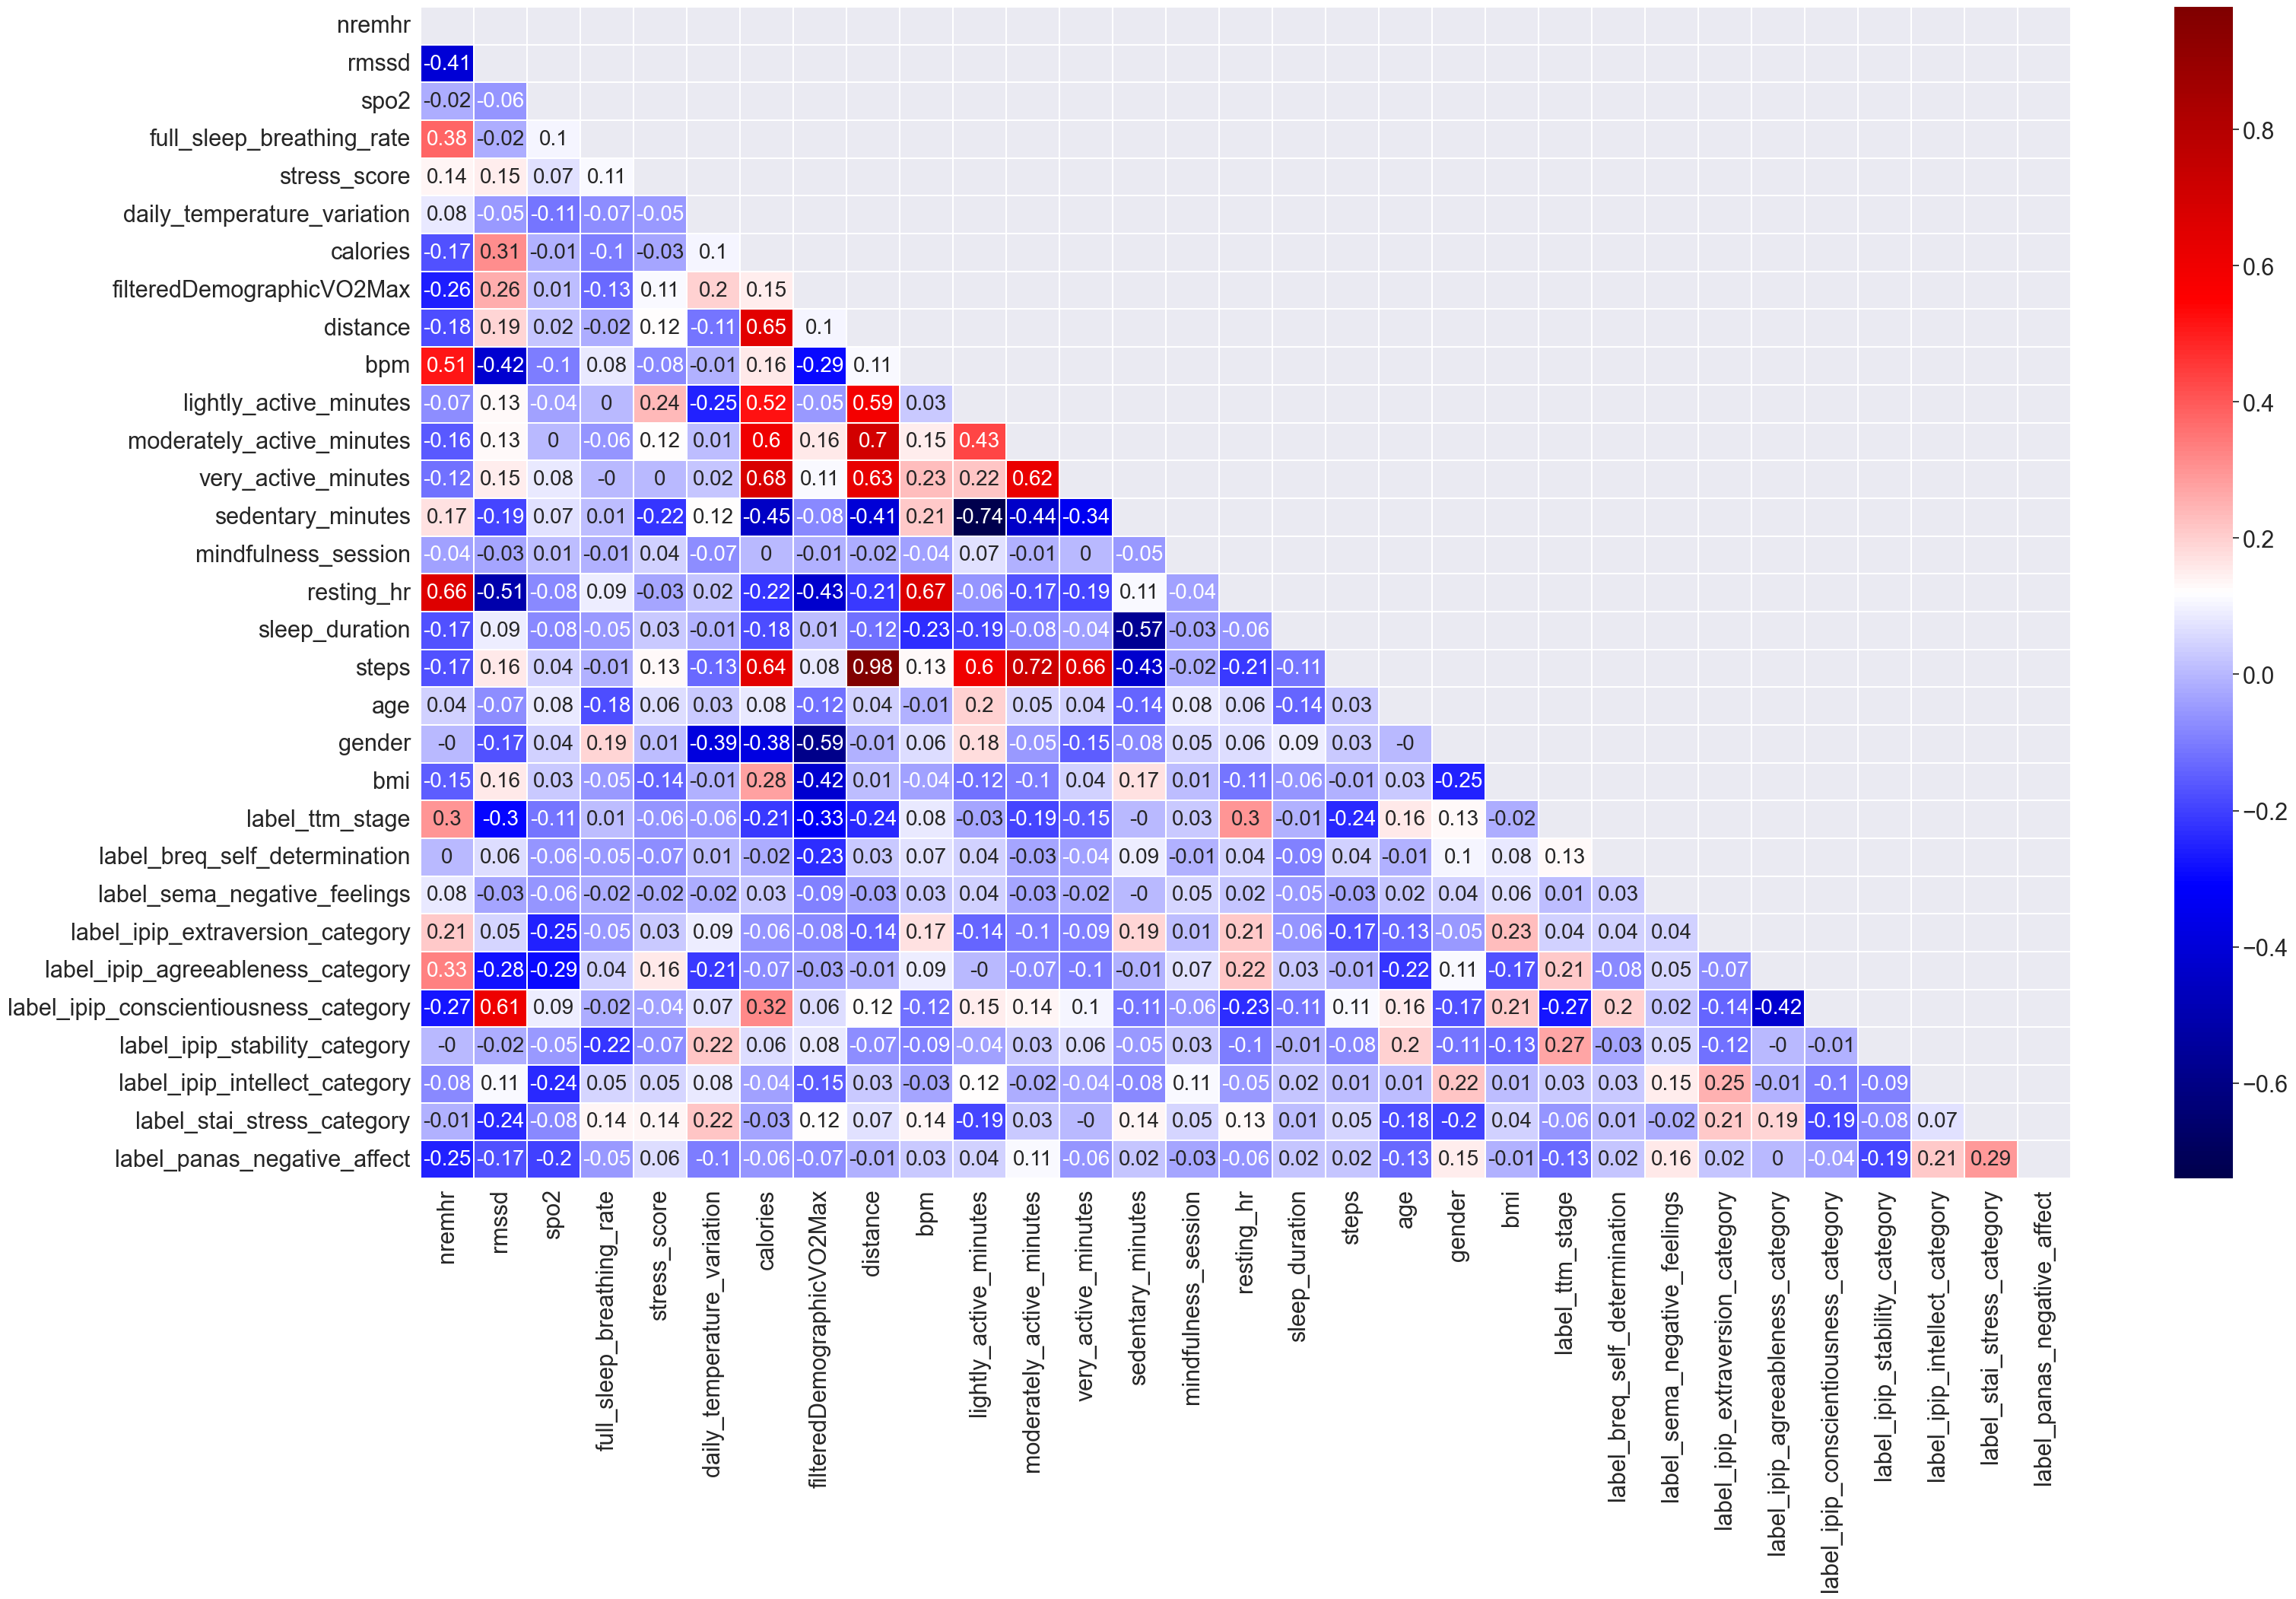 nremhr
rmssd -0.41
spo2 -0.02 -0.06
full_sleep_breathing_rate 0.38 -0.02 0.1
stress_score 0.14 0.15 0.07 0.11
daily_temperature_variation 0.08 -0.05 -0.11 -0.07 -0.05
calories -0.17 0.31 -0.01 -0.1 -0.03 0.1
filteredDemographicVO2Max -0.26 0.26 0.01 -0.13 0.11 0.2 0.15
distance -0.18 0.19 0.02 -0.02 0.12 -0.11 0.65 0.1
bpm 0.51 -0.42 -0.1 0.08 -0.08 -0.01 0.16 -0.29 0.11
lightly_active_minutes -0.07 0.13 -0.04 0 0.24 -0.25 0.52 -0.05 0.59 0.03
moderately_active_minutes -0.16 0.13 0 -0.06 0.12 0.01 0.6 0.16 0.7 0.15 0.43
very_active_minutes -0.12 0.15 0.08 -0 0 0.02 0.68 0.11 0.63 0.23 0.22 0.62
sedentary_minutes 0.17 -0.19 0.07 0.01 -0.22 0.12 -0.45 -0.08 -0.41 0.21 -0.74 -0.44 -0.34
mindfulness_session -0.04 -0.03 0.01 -0.01 0.04 -0.07 0 -0.01 -0.02 -0.04 0.07 -0.01 0 -0.05
resting_hr 0.66 -0.51 -0.08 0.09 -0.03 0.02 -0.22 -0.43 -0.21 0.67 -0.06 -0.17 -0.19 0.11 -0.04
sleep_duration -0.17 0.09 -0.08 -0.05 0.03 -0.01 -0.18 0.01 -0.12 -0.23 -0.19 -0.08 -0.04 -0.57 -0.03 -0.06
steps -0.17 0.16 0.04 -0.01 0.13 -0.13 0.64 0.08 0.98 0.13 0.6 0.72 0.66 -0.43 -0.02 -0.21 -0.11
age 0.04 -0.07 0.08 -0.18 0.06 0.03 0.08 -0.12 0.04 -0.01 0.2 0.05 0.04 -0.14 0.08 0.06 -0.14 0.03
gender -0 -0.17 0.04 0.19 0.01 -0.39 -0.38 -0.59 -0.01 0.06 0.18 -0.05 -0.15 -0.08 0.05 0.06 0.09 0.03 -0
bmi -0.15 0.16 0.03 -0.05 -0.14 -0.01 0.28 -0.42 0.01 -0.04 -0.12 -0.1 0.04 0.17 0.01 -0.11 -0.06 -0.01 0.03 -0.25
label_ttm_stage 0.3 -0.3 -0.11 0.01 -0.06 -0.06 -0.21 -0.33 -0.24 0.08 -0.03 -0.19 -0.15 -0 0.03 0.3 -0.01 -0.24 0.16 0.13 -0.02
label_breq_self_determination 0 0.06 -0.06 -0.05 -0.07 0.01 -0.02 -0.23 0.03 0.07 0.04 -0.03 -0.04 0.09 -0.01 0.04 -0.09 0.04 -0.01 0.1 0.08 0.13
label_sema_negative_feelings 0.08 -0.03 -0.06 -0.02 -0.02 -0.02 0.03 -0.09 -0.03 0.03 0.04 -0.03 -0.02 -0 0.05 0.02 -0.05 -0.03 0.02 0.04 0.06 0.01 0.03
label_ipip_extraversion_category 0.21 0.05 -0.25 -0.05 0.03 0.09 -0.06 -0.08 -0.14 0.17 -0.14 -0.1 -0.09 0.19 0.01 0.21 -0.06 -0.17 -0.13 -0.05 0.23 0.04 0.04 0.04
label_ipip_agreeableness_category 0.33 -0.28 -0.29 0.04 0.16 -0.21 -0.07 -0.03 -0.01 0.09 -0 -0.07 -0.1 -0.01 0.07 0.22 0.03 -0.01 -0.22 0.11 -0.17 0.21 -0.08 0.05 -0.07
label_ipip_conscientiousness_category -0.27 0.61 0.09 -0.02 -0.04 0.07 0.32 0.06 0.12 -0.12 0.15 0.14 0.1 -0.11 -0.06 -0.23 -0.11 0.11 0.16 -0.17 0.21 -0.27 0.2 0.02 -0.14 -0.42
label_ipip_stability_category -0 -0.02 -0.05 -0.22 -0.07 0.22 0.06 0.08 -0.07 -0.09 -0.04 0.03 0.06 -0.05 0.03 -0.1 -0.01 -0.08 0.2 -0.11 -0.13 0.27 -0.03 0.05 -0.12 -0 -0.01
label_ipip_intellect_category -0.08 0.11 -0.24 0.05 0.05 0.08 -0.04 -0.15 0.03 -0.03 0.12 -0.02 -0.04 -0.08 0.11 -0.05 0.02 0.01 0.01 0.22 0.01 0.03 0.03 0.15 0.25 -0.01 -0.1 -0.09
label_stai_stress_category -0.01 -0.24 -0.08 0.14 0.14 0.22 -0.03 0.12 0.07 0.14 -0.19 0.03 -0 0.14 0.05 0.13 0.01 0.05 -0.18 -0.2 0.04 -0.06 0.01 -0.02 0.21 0.19 -0.19 -0.08 0.07
label_panas_negative_affect -0.25 -0.17 -0.2 -0.05 0.06 -0.1 -0.06 -0.07 -0.01 0.03 0.04 0.11 -0.06 0.02 -0.03 -0.06 0.02 0.02 -0.13 0.15 -0.01 -0.13 0.02 0.16 0.02 0 -0.04 -0.19 0.21 0.29
nremhr
rmssd
spo2
full_sleep_breathing_rate
stress_score
daily_temperature_variation
calories
filteredDemographicVO2Max
distance
bpm
lightly_active_minutes
moderately_active_minutes
very_active_minutes
sedentary_minutes
mindfulness_session
resting_hr
sleep_duration
steps
age
gender
bmi
label_ttm_stage
label_breq_self_determination
label_sema_negative_feelings
label_ipip_extraversion_category
label_ipip_agreeableness_category
label_ipip_conscientiousness_category
label_ipip_stability_category
label_ipip_intellect_category
label_stai_stress_category
label_panas_negative_affect
0.8
0.6
0.4
0.2
0.0
−0.2
−0.4
−0.6